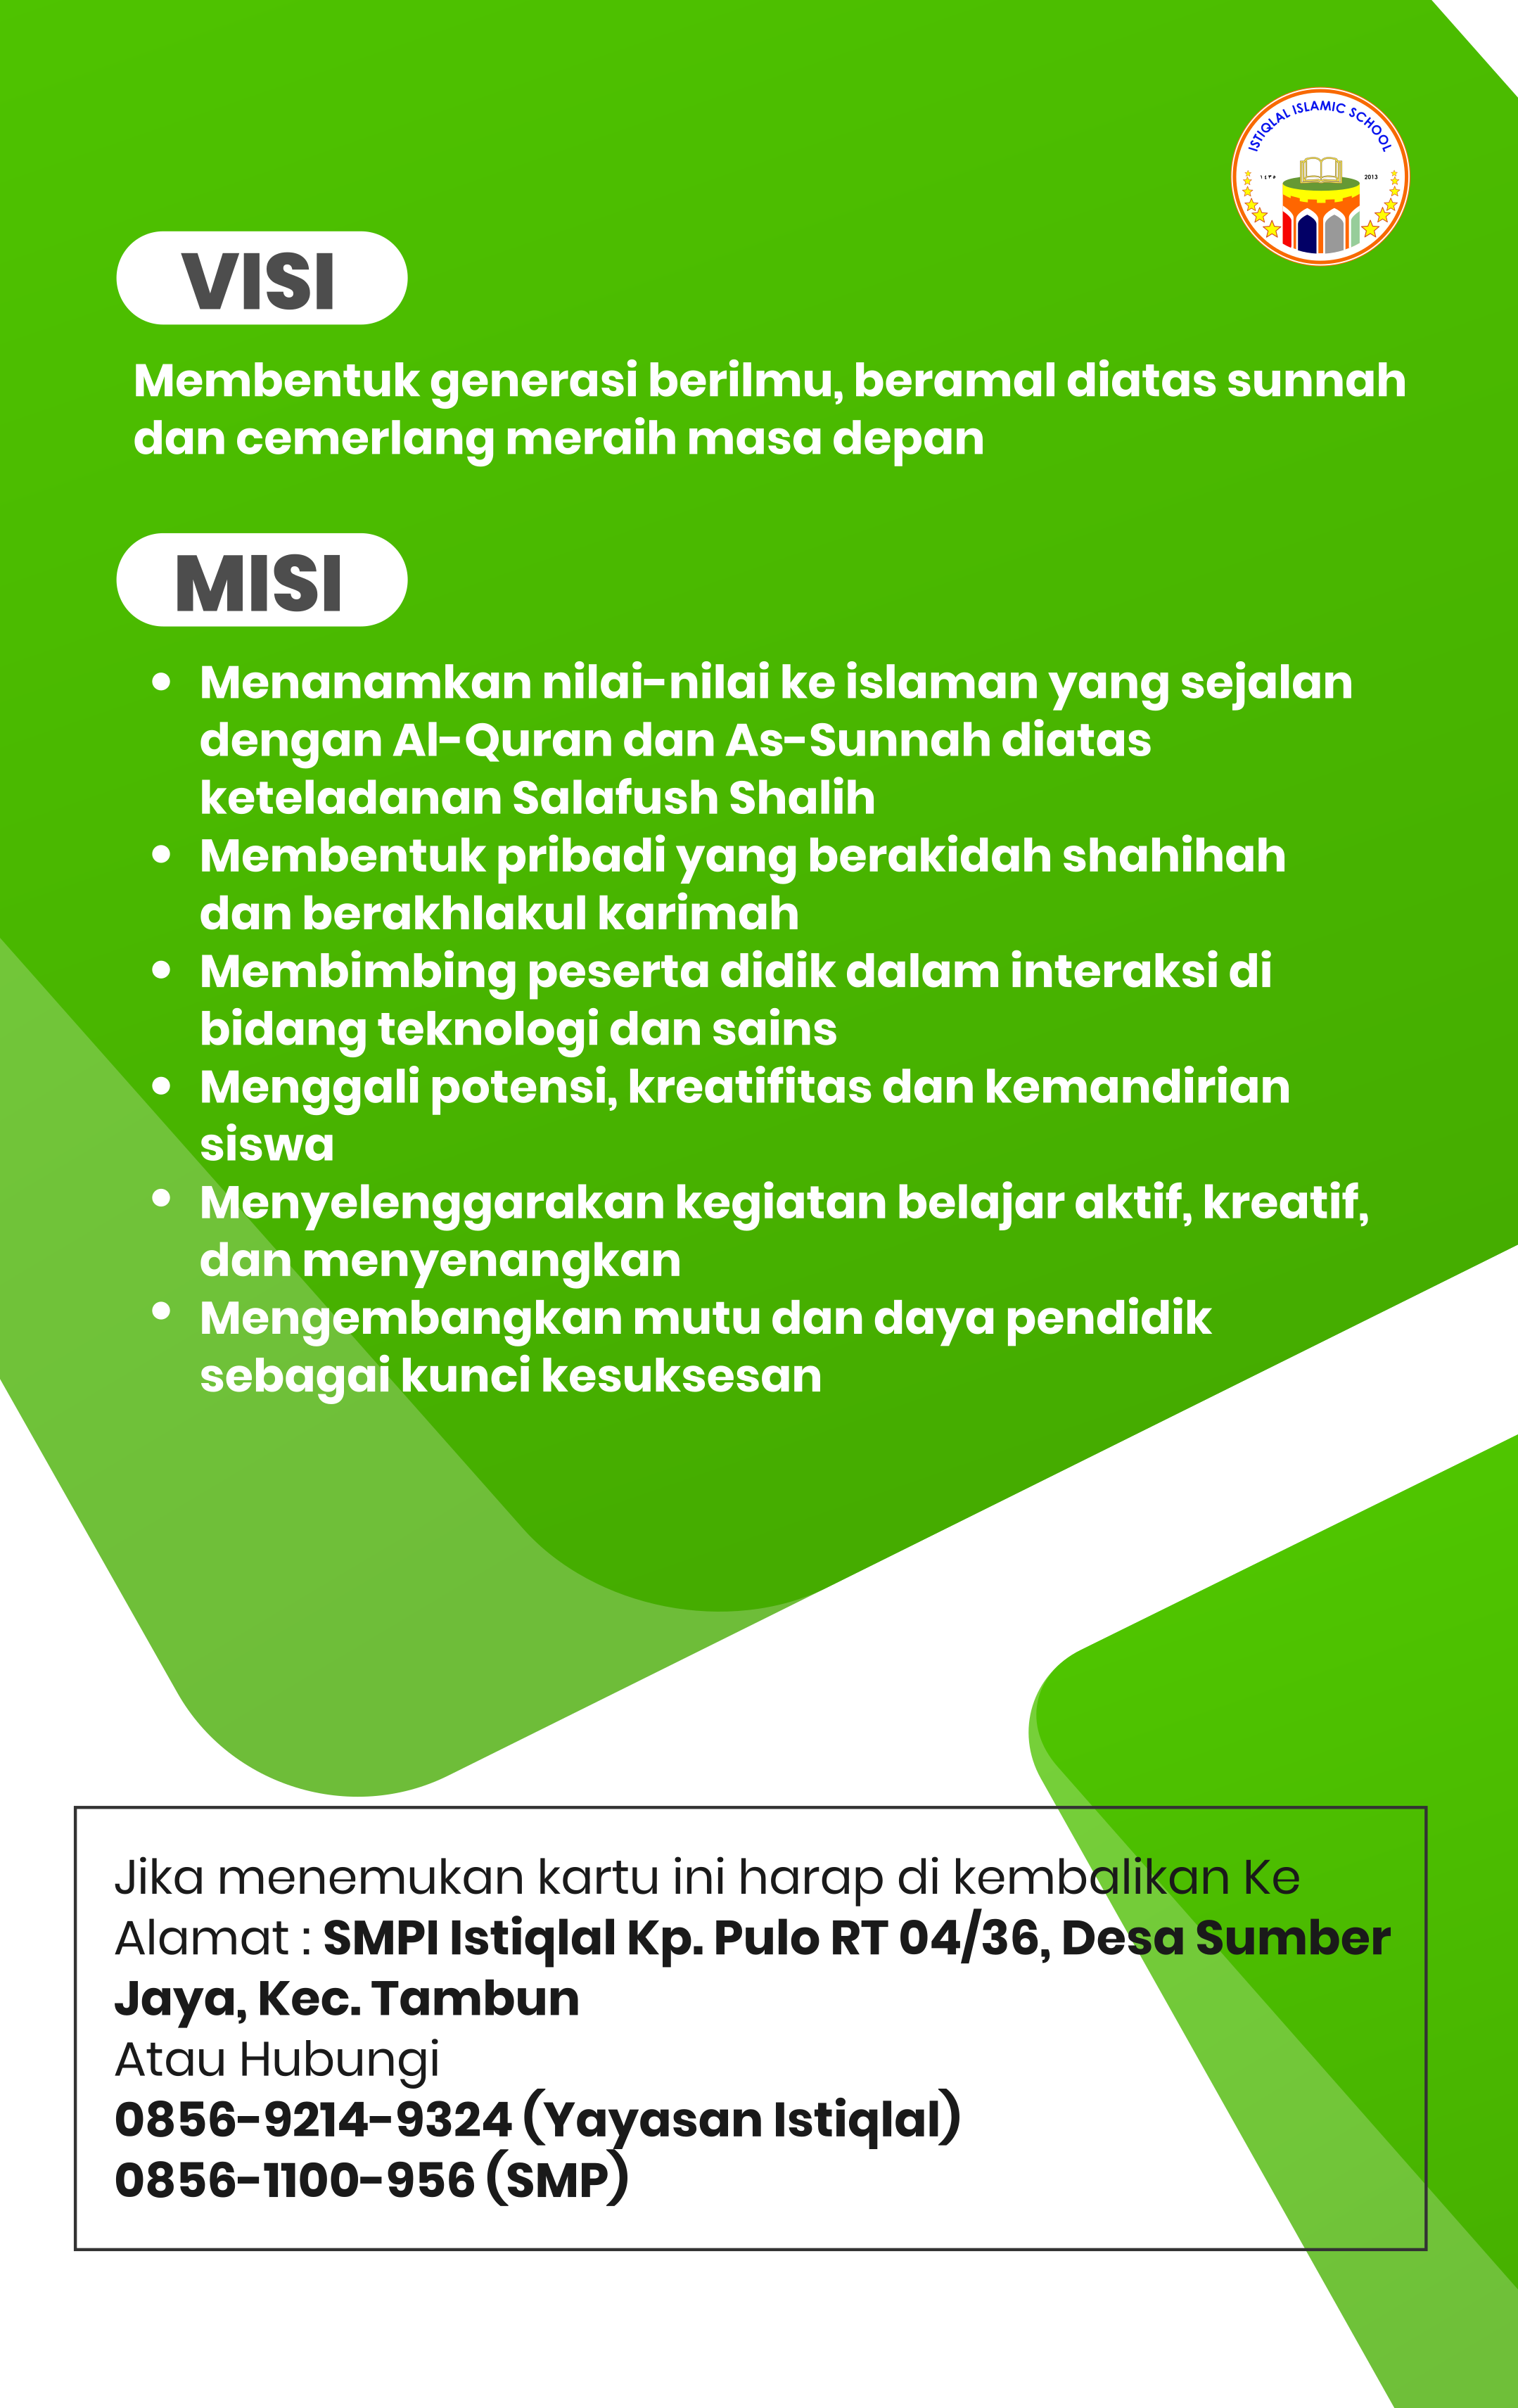 ISTIQLAL ISLAMIC SCHOOL
١٤٣٥ 2013
VISI
Membentuk generasi berilmu, beramal diatas sunnah
dan cemerlang meraih masa depan
MISI
• Menanamkan nilai-nilai ke islaman yang sejalan
dengan Al-Quran dan As-Sunnah diatas
keteladanan Salafush Shalih
• Membentuk pribadi yang berakidah shahihah
dan berakhlakul karimah
• Membimbing peserta didik dalam interaksi di
bidang teknologi dan sains
• Menggali potensi, kreatifitas dan kemandirian
siswa
• Menyelenggarakan kegiatan belajar aktif, kreatif,
dan menyenangkan
• Mengembangkan mutu dan daya pendidik
sebagai kunci kesuksesan
Jika menemukan kartu ini harap di kembalikan Ke
Alamat : SMPI Istiqlal Kp. Pulo RT 04/36, Desa Sumber
Jaya, Kec. Tambun
Atau Hubungi
0856-9214-9324 (Yayasan Istiqlal)
0856-1100-956 (SMP)